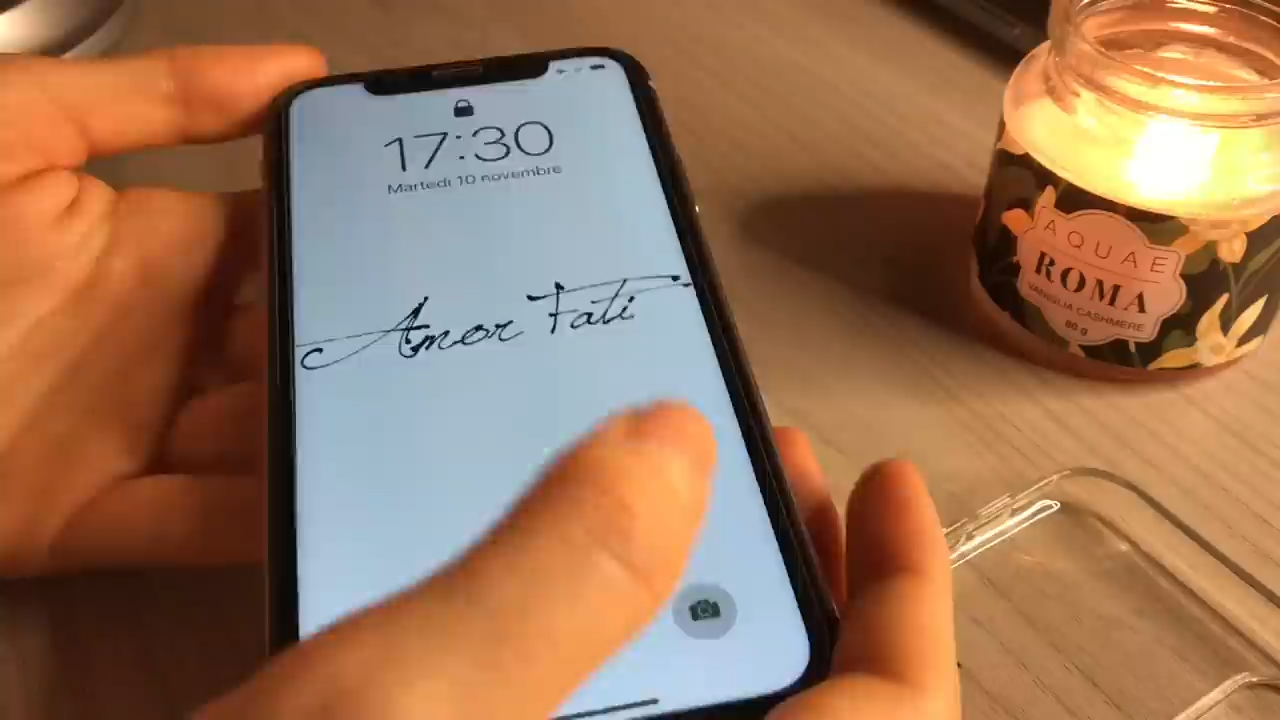 17:30
Martedì 10 novembre
Amor Fati
AQUAE
ROMA
VANIGLIA CASHMERE
80 g